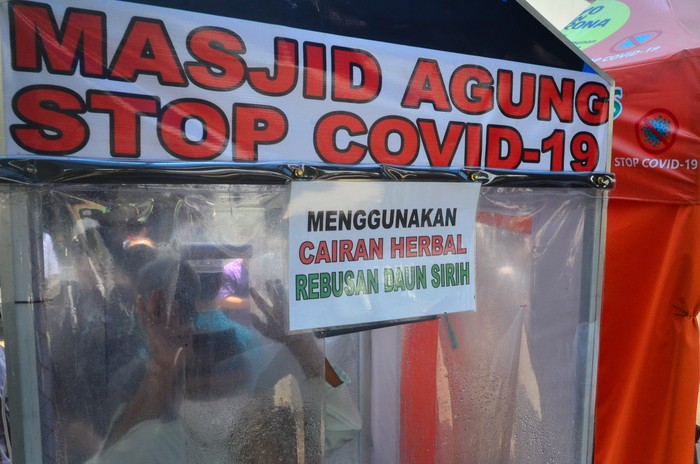 MASJID AGUNG
STOP COVID-19
MENGGUNAKAN
CAIRAN HERBAL
REBUSAN DAUN SIRIH
STOP COVID-19